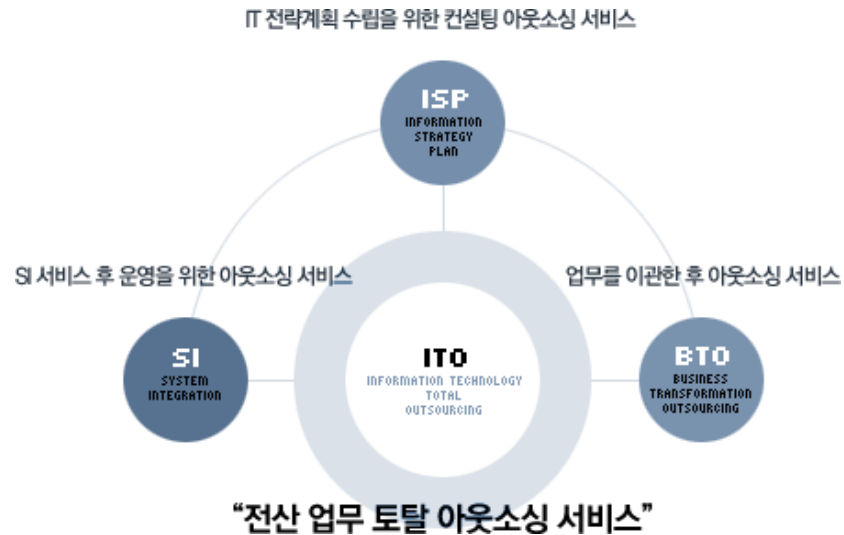 IT 전략계획 수립을 위한 컨설팅 아웃소싱 서비스
ISP
INFORMATION
STRATEGY
PLAN
SI 서비스 후 운영을 위한 아웃소싱 서비스
업무를 이관한 후 아웃소싱 서비스
SI
SYSTEM
INTEGRATION
ITO
INFORMATION TECHNOLOGY
TOTAL
OUTSOURCING
BTO
BUSINESS
TRANSFORMATION
OUTSOURCING
“전산 업무 토탈 아웃소싱 서비스”